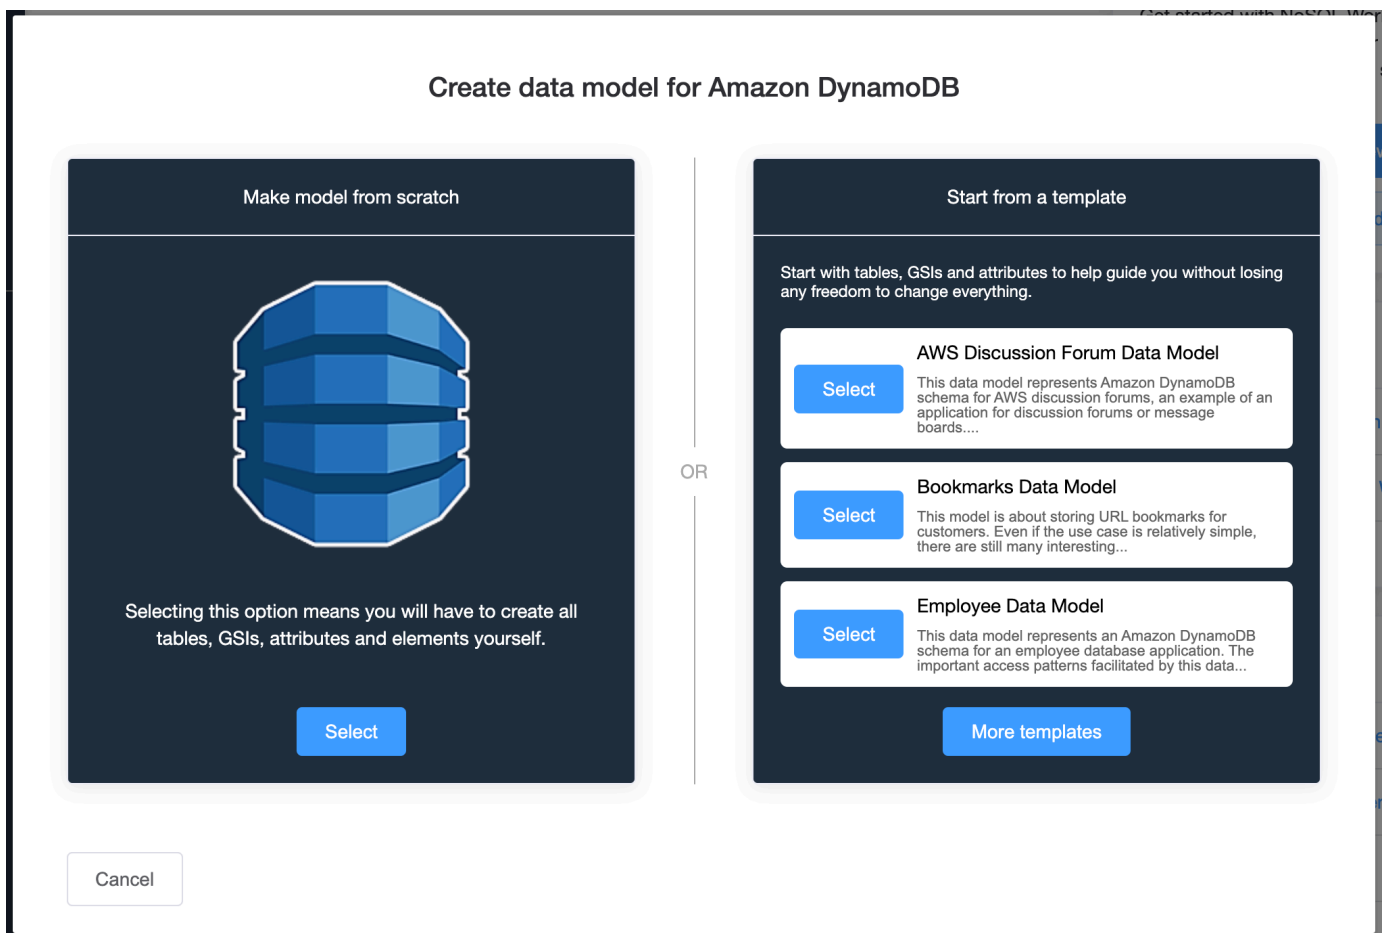 Create data model for Amazon DynamoDB
Make model from scratch
Selecting this option means you will have to create all
tables, GSIs, attributes and elements yourself.
Select
OR
Start from a template
Start with tables, GSIs and attributes to help guide you without losing
any freedom to change everything.
AWS Discussion Forum Data Model
Select
This data model represents Amazon DynamoDB
schema for AWS discussion forums, an example of an
application for discussion forums or message
boards....
Bookmarks Data Model
Select
This model is about storing URL bookmarks for
customers. Even if the use case is relatively simple,
there are still many interesting...
Employee Data Model
Select
This data model represents an Amazon DynamoDB
schema for an employee database application. The
important access patterns facilitated by this data...
More templates
Cancel